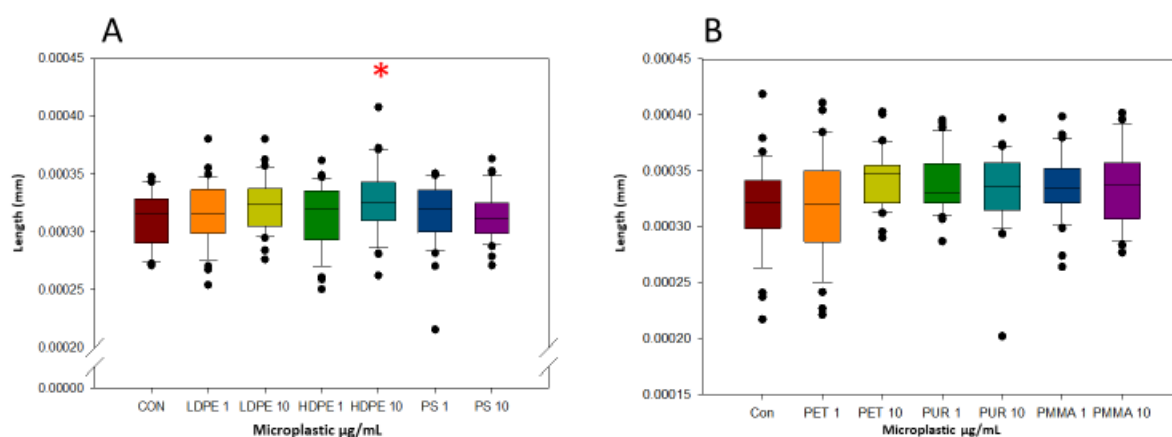 A
0.00045
0.00040
0.00035
0.00030
0.00025
0.00020
0.00000
Length (mm)
*
CON LDPE 1 LDPE 10 HDPE 1 HDPE 10 PS 1 PS 10
Microplastic µg/mL
B
0.00045
0.00040
0.00035
0.00030
0.00025
0.00020
0.00015
Length (mm)
Con PET 1 PET 10 PUR 1 PUR 10 PMMA 1 PMMA 10
Microplastic µg/mL